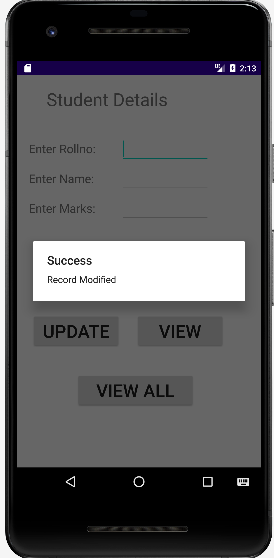 2:13
Student Details
Enter Rollno:
Enter Name:
Enter Marks:
Success
Record Modified
UPDATE
VIEW
VIEW ALL